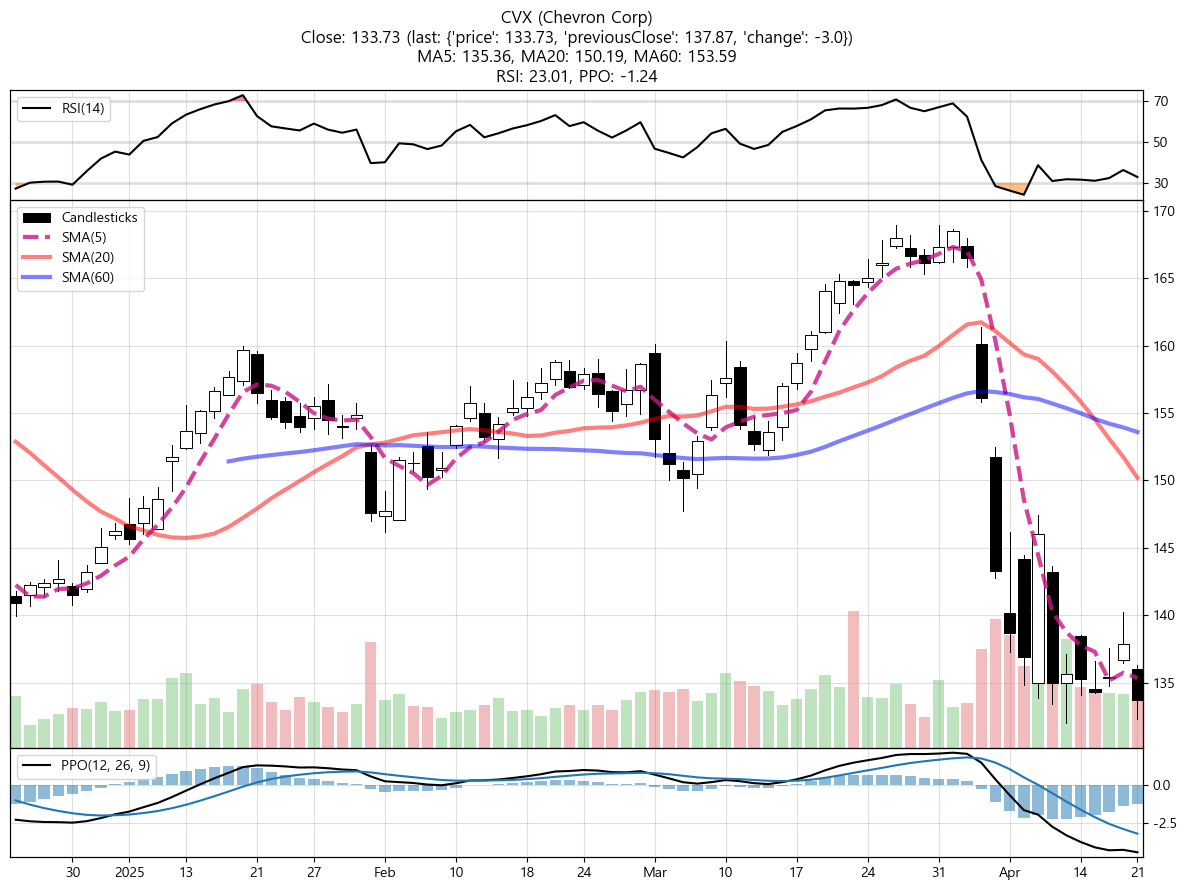 CVX (Chevron Corp)
Close: 133.73 (last: {'price': 133.73, 'previousClose': 137.87, 'change': -3.0})
MA5: 135.36, MA20: 150.19, MA60: 153.59
RSI: 23.01, PPO: -1.24
RSI(14)
70
50
30
Candlesticks
SMA(5)
SMA(20)
SMA(60)
170
165
160
155
150
145
140
135
PPO(12, 26, 9)
0.0
-2.5
30 2025 13 21 27 Feb 10 18 24 Mar 10 17 24 31 Apr 14 21